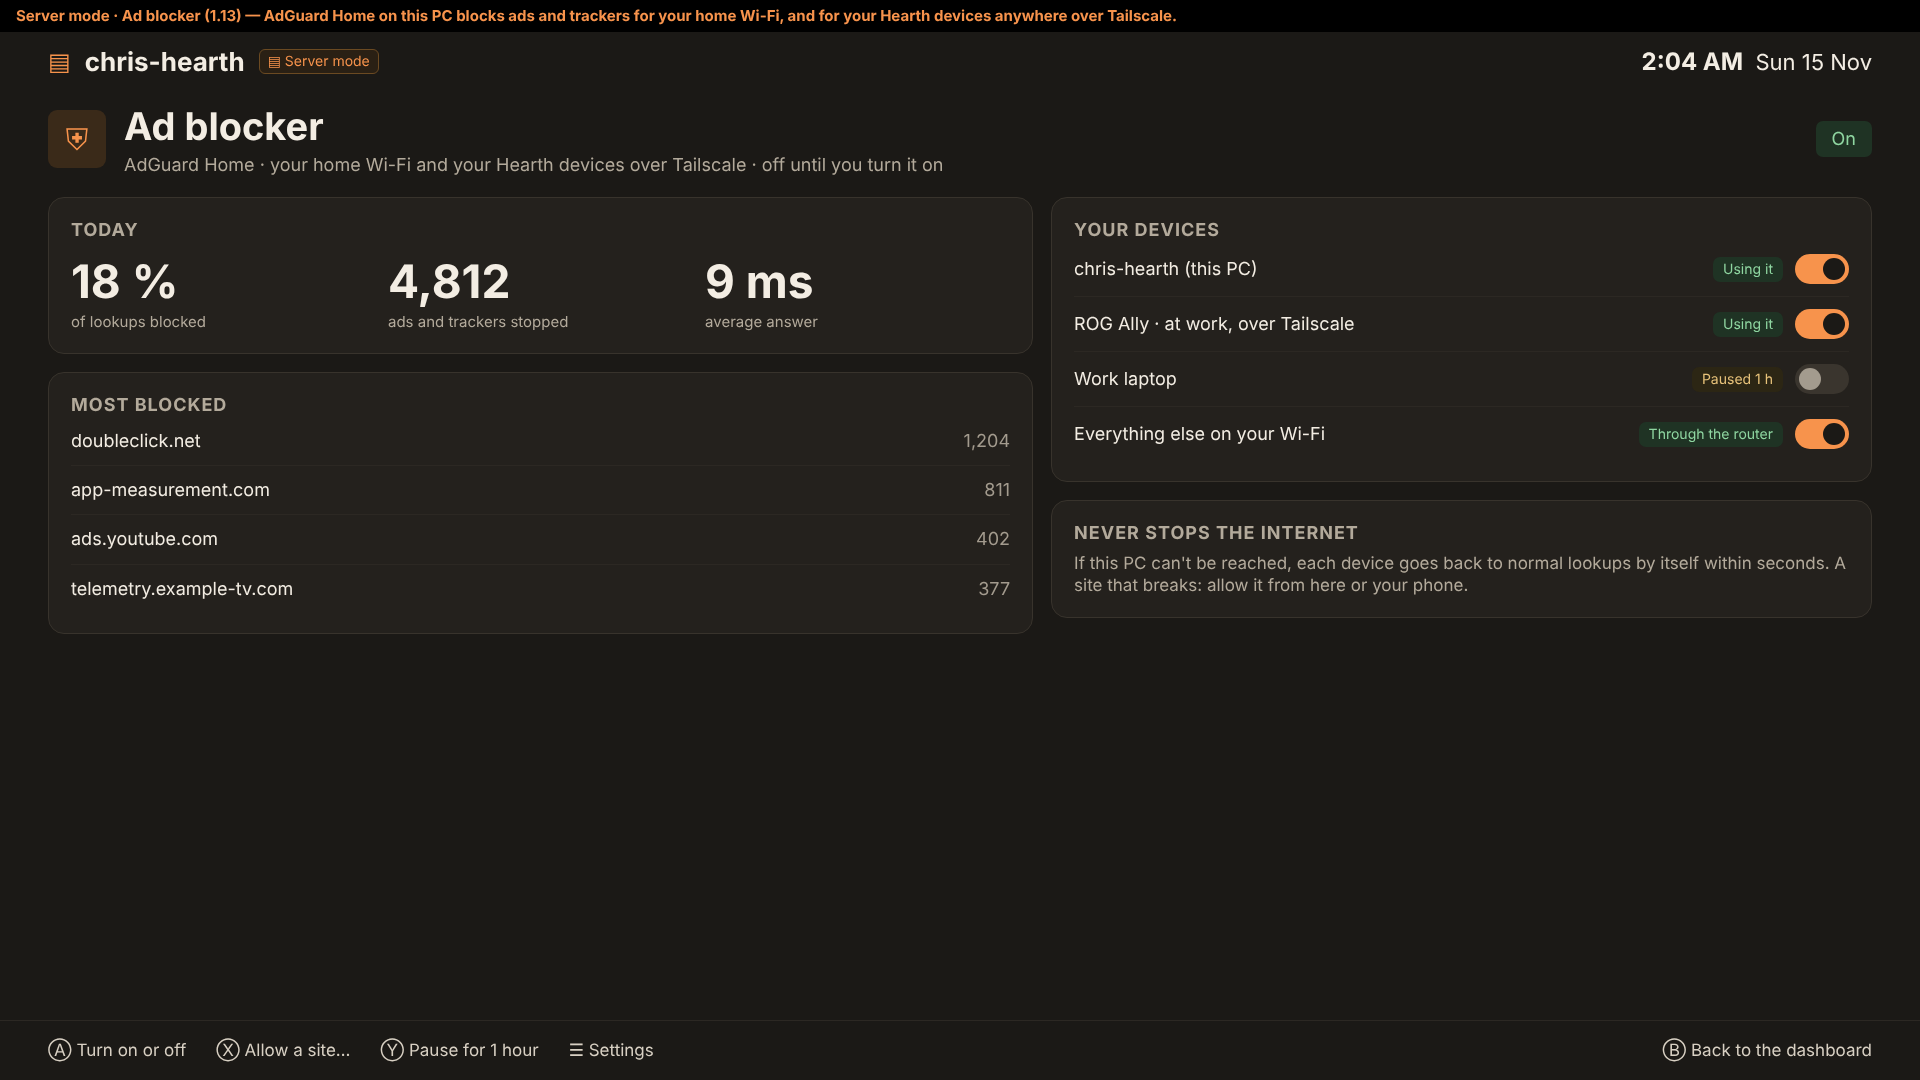 Server mode · Ad blocker (1.13) — AdGuard Home on this PC blocks ads and trackers for your home Wi-Fi, and for your Hearth devices anywhere over Tailscale.
chris-hearth
Server mode
2:04 AM Sun 15 Nov
Ad blocker
AdGuard Home · your home Wi-Fi and your Hearth devices over Tailscale · off until you turn it on
On
TODAY
18 %
of lookups blocked
4,812
ads and trackers stopped
9 ms
average answer
MOST BLOCKED
doubleclick.net 1,204
app-measurement.com 811
ads.youtube.com 402
telemetry.example-tv.com 377
YOUR DEVICES
chris-hearth (this PC) Using it
ROG Ally · at work, over Tailscale Using it
Work laptop Paused 1 h
Everything else on your Wi-Fi Through the router
NEVER STOPS THE INTERNET
If this PC can't be reached, each device goes back to normal lookups by itself within seconds. A
site that breaks: allow it from here or your phone.
A Turn on or off X Allow a site... Y Pause for 1 hour ☰ Settings B Back to the dashboard